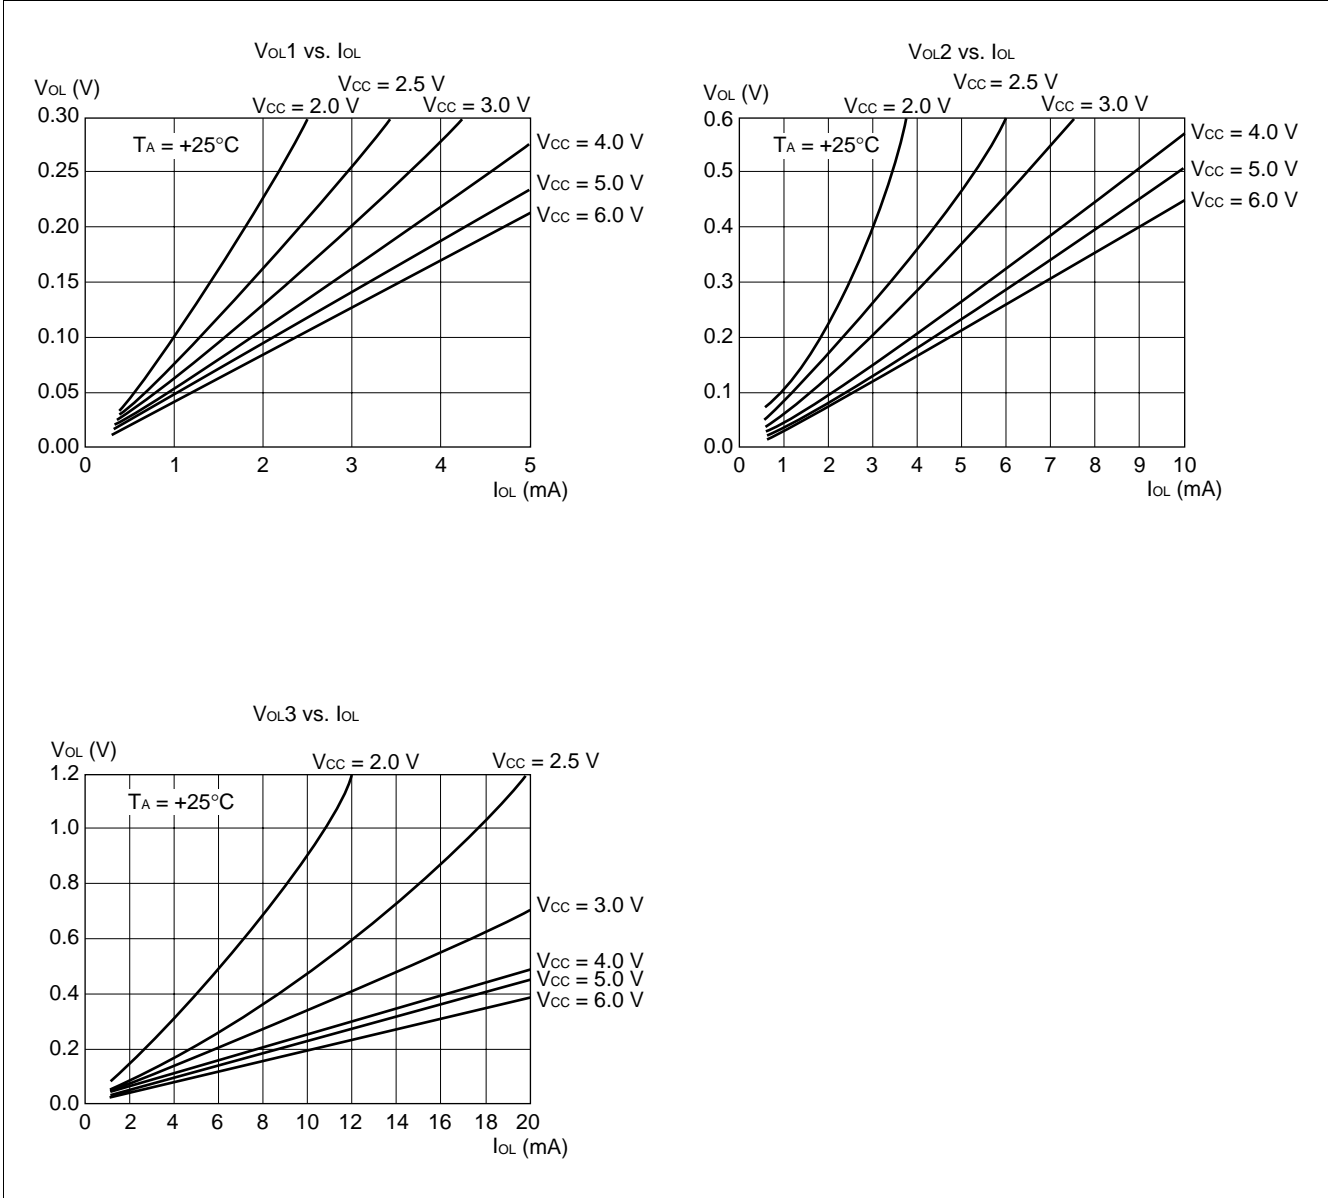 VOL1 vs. IOL
VOL (V)
VCC = 2.5 V
VCC = 2.0 V
VCC = 3.0 V
0.30
TA = +25°C
VCC = 4.0 V
0.25
VCC = 5.0 V
0.20
VCC = 6.0 V
0.15
0.10
0.05
0.00
0 1 2 3 4 5
IOL (mA)
VOL2 vs. IOL
VOL (V)
VCC = 2.5 V
VCC = 2.0 V
VCC = 3.0 V
0.6
TA = +25°C
VCC = 4.0 V
0.5
VCC = 5.0 V
VCC = 6.0 V
0.4
0.3
0.2
0.1
0.0
0 1 2 3 4 5 6 7 8 9 10
IOL (mA)
VOL3 vs. IOL
VOL (V)
VCC = 2.0 V
VCC = 2.5 V
1.2
TA = +25°C
1.0
0.8
VCC = 3.0 V
0.6
VCC = 4.0 V
VCC = 5.0 V
0.4
VCC = 6.0 V
0.2
0.0
0 2 4 6 8 10 12 14 16 18 20
IOL (mA)